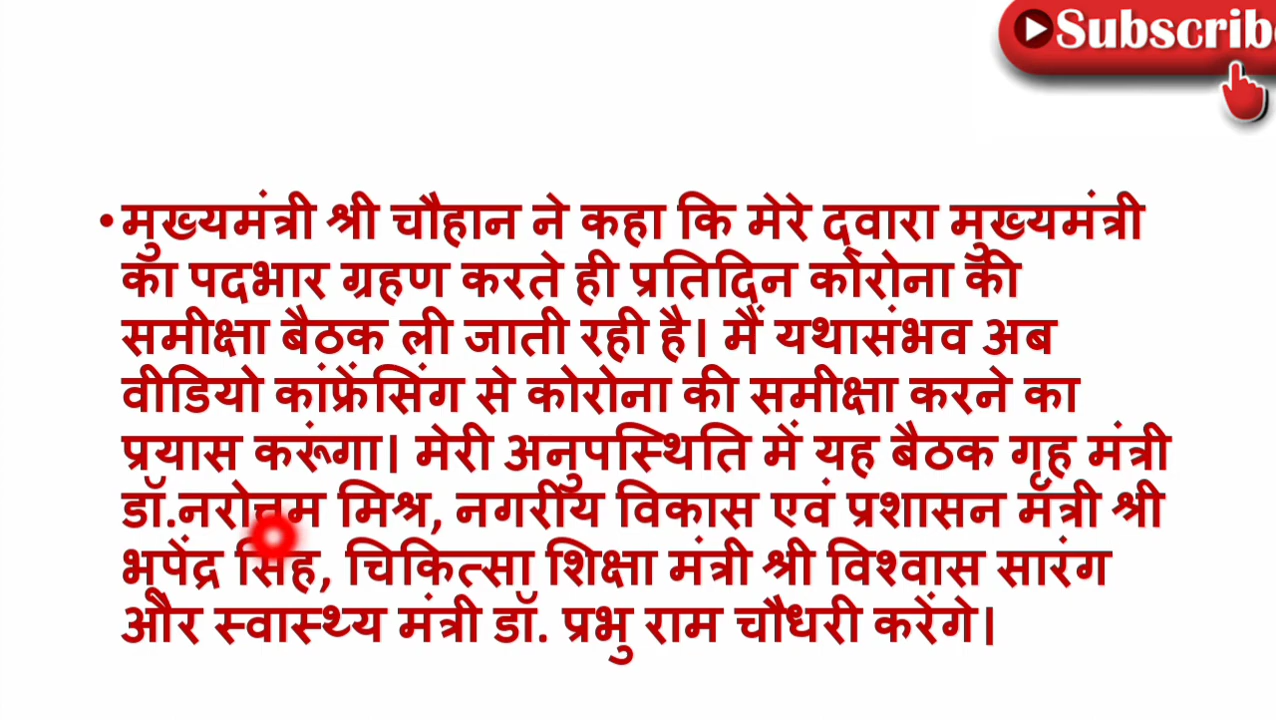 Subscribe
•मुख्यमंत्री श्री चौहान ने कहा कि मेरे द्वारा मुख्यमंत्री
का पदभार ग्रहण करते ही प्रतिदिन कोरोना की
समीक्षा बैठक ली जाती रही है। मैं यथासंभव अब
वीडियो कांफ्रेंसिंग से कोरोना की समीक्षा करने का
प्रयास करूंगा। मेरी अनुपस्थिति में यह बैठक गृह मंत्री
डॉ.नरोत्तम मिश्र, नगरीय विकास एवं प्रशासन मंत्री श्री
भूपेंद्र सिंह, चिकित्सा शिक्षा मंत्री श्री विश्वास सारंग
और स्वास्थ्य मंत्री डॉ. प्रभु राम चौधरी करेंगे।